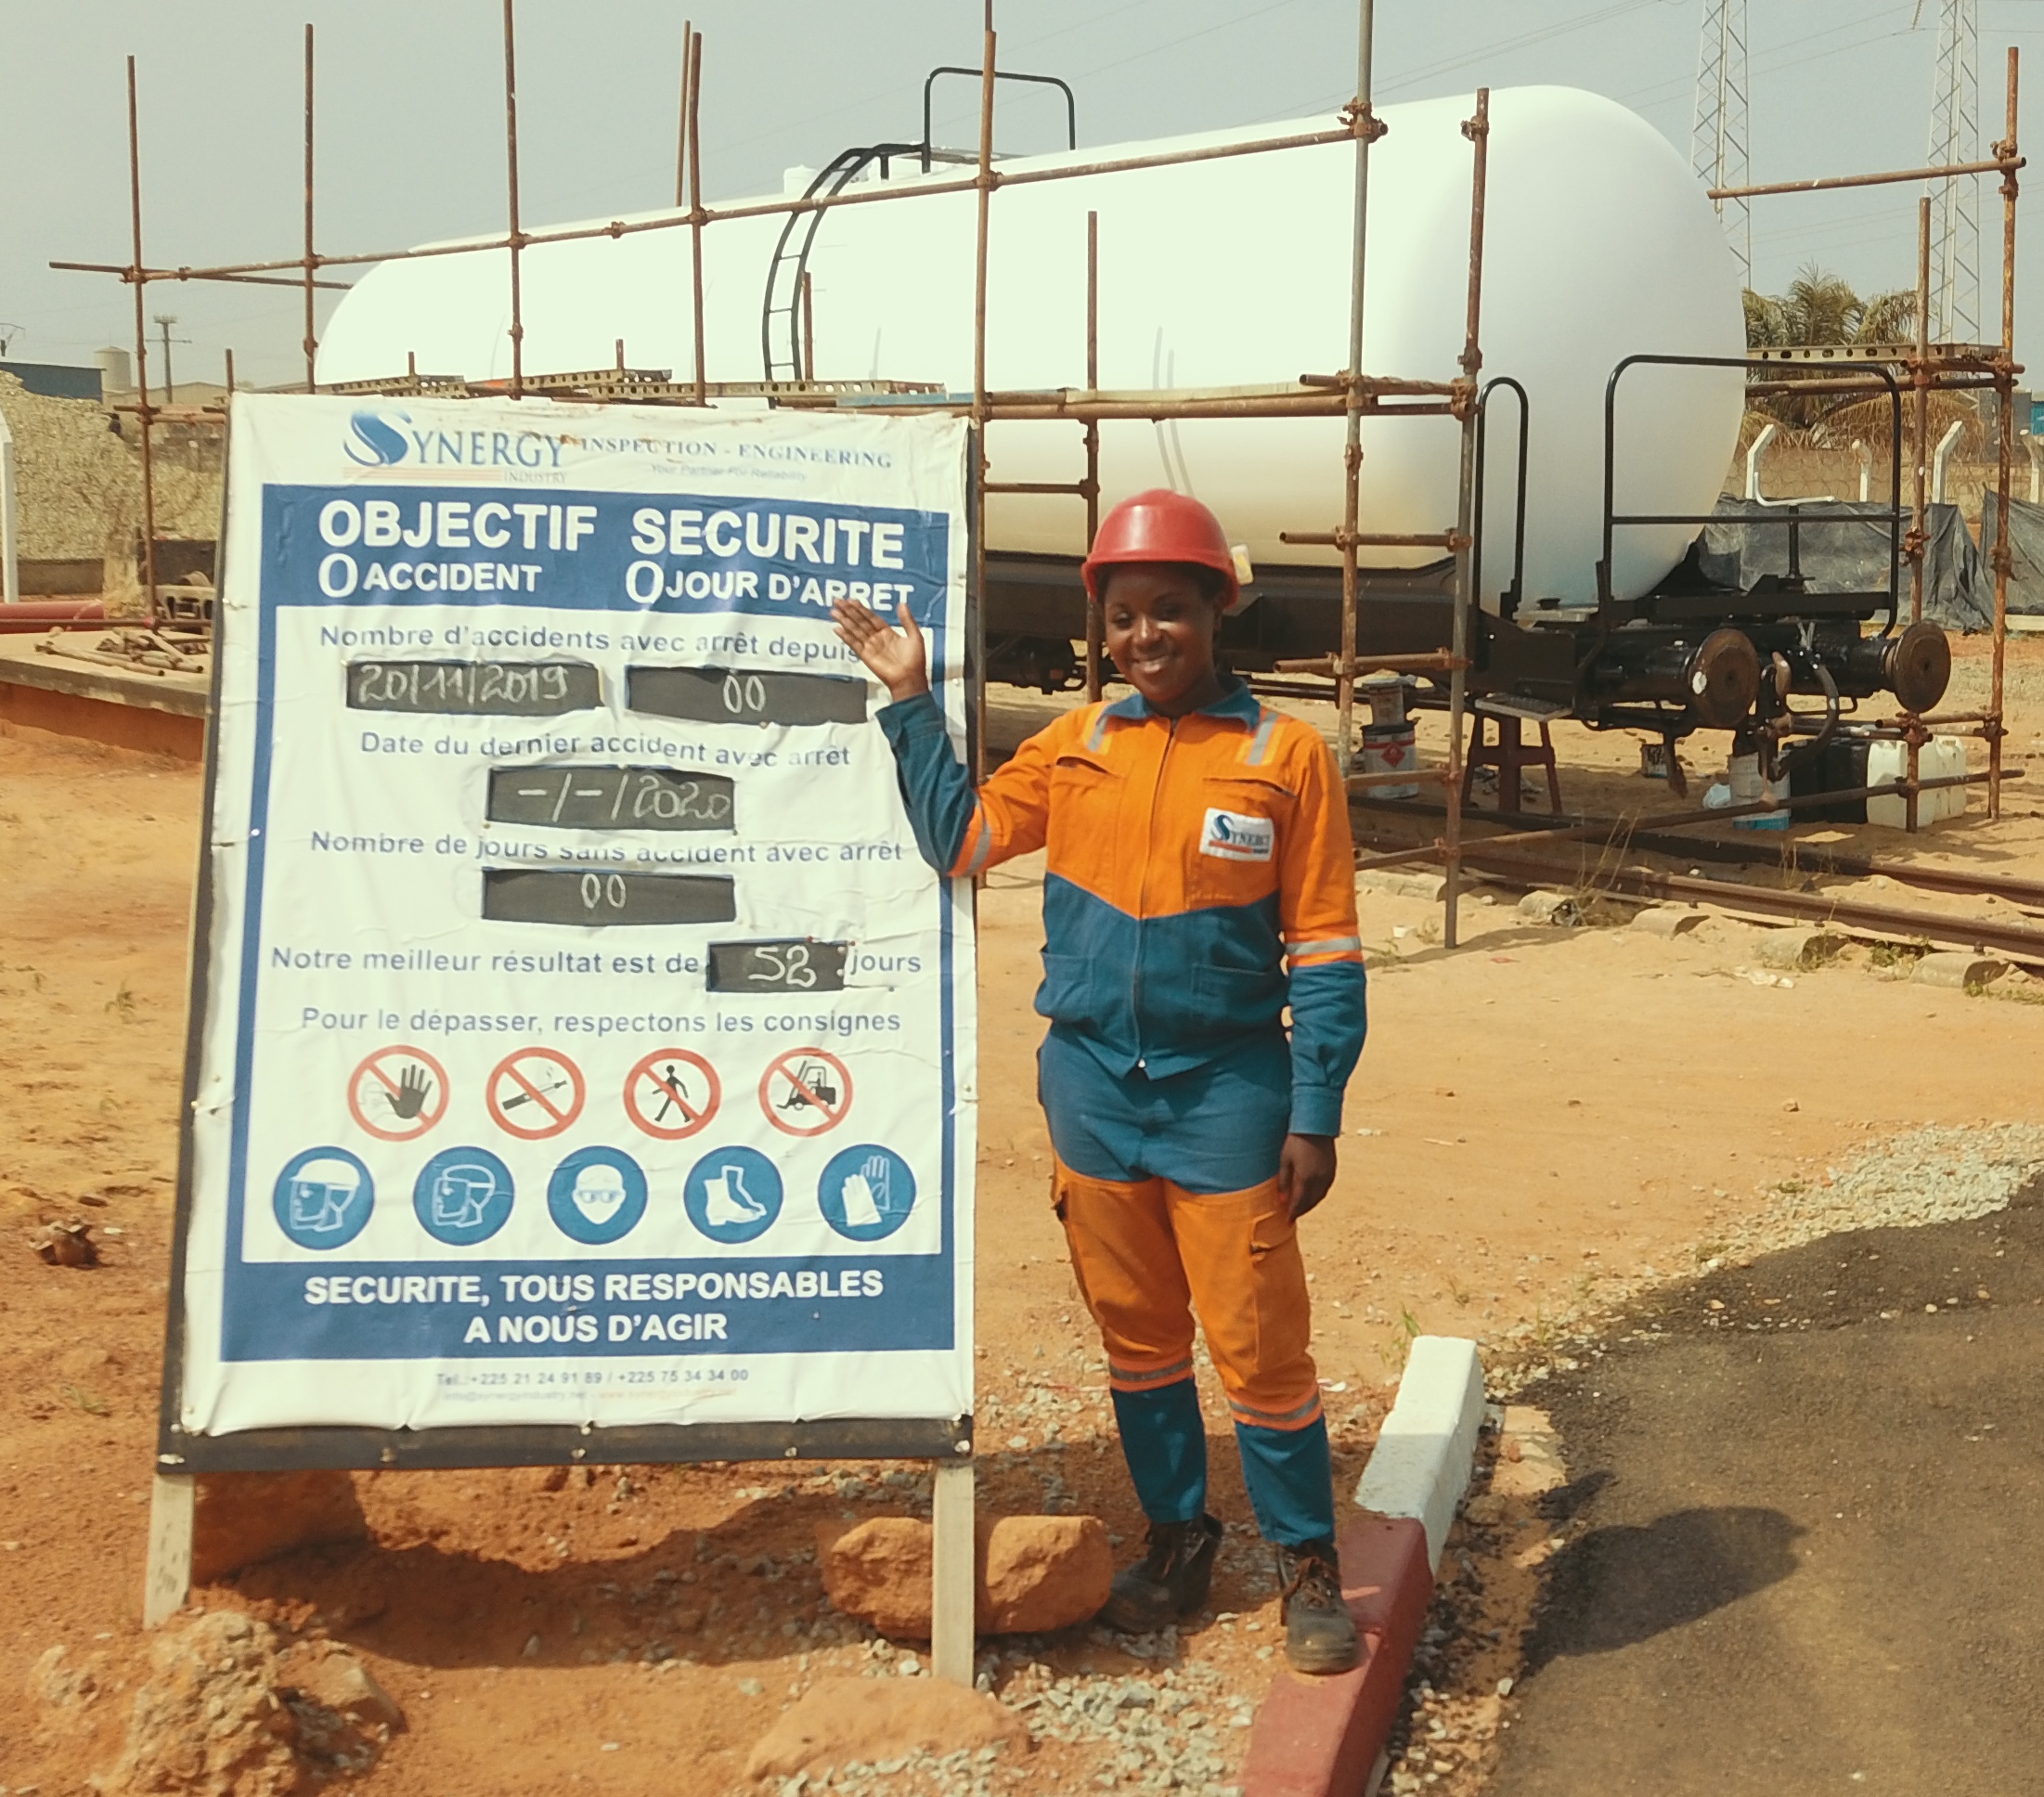 SYNERGY INSPECTION - ENGINEERING
INDUSTRY Your Partner For Reliability
OBJECTIF SECURITE
0 ACCIDENT 0 JOUR D'ARRET
Nombre d'accidents avec arrêt depuis
20/11/2019 00
Date du dernier accident avec arrêt
-/-/2020
Nombre de jours sans accident avec arrêt
00
Notre meilleur résultat est de 52 jours
Pour le dépasser, respectons les consignes
SECURITE, TOUS RESPONSABLES
A NOUS D'AGIR
Tel.: +225 21 24 91 89 / +225 75 34 34 00
SYNERGY